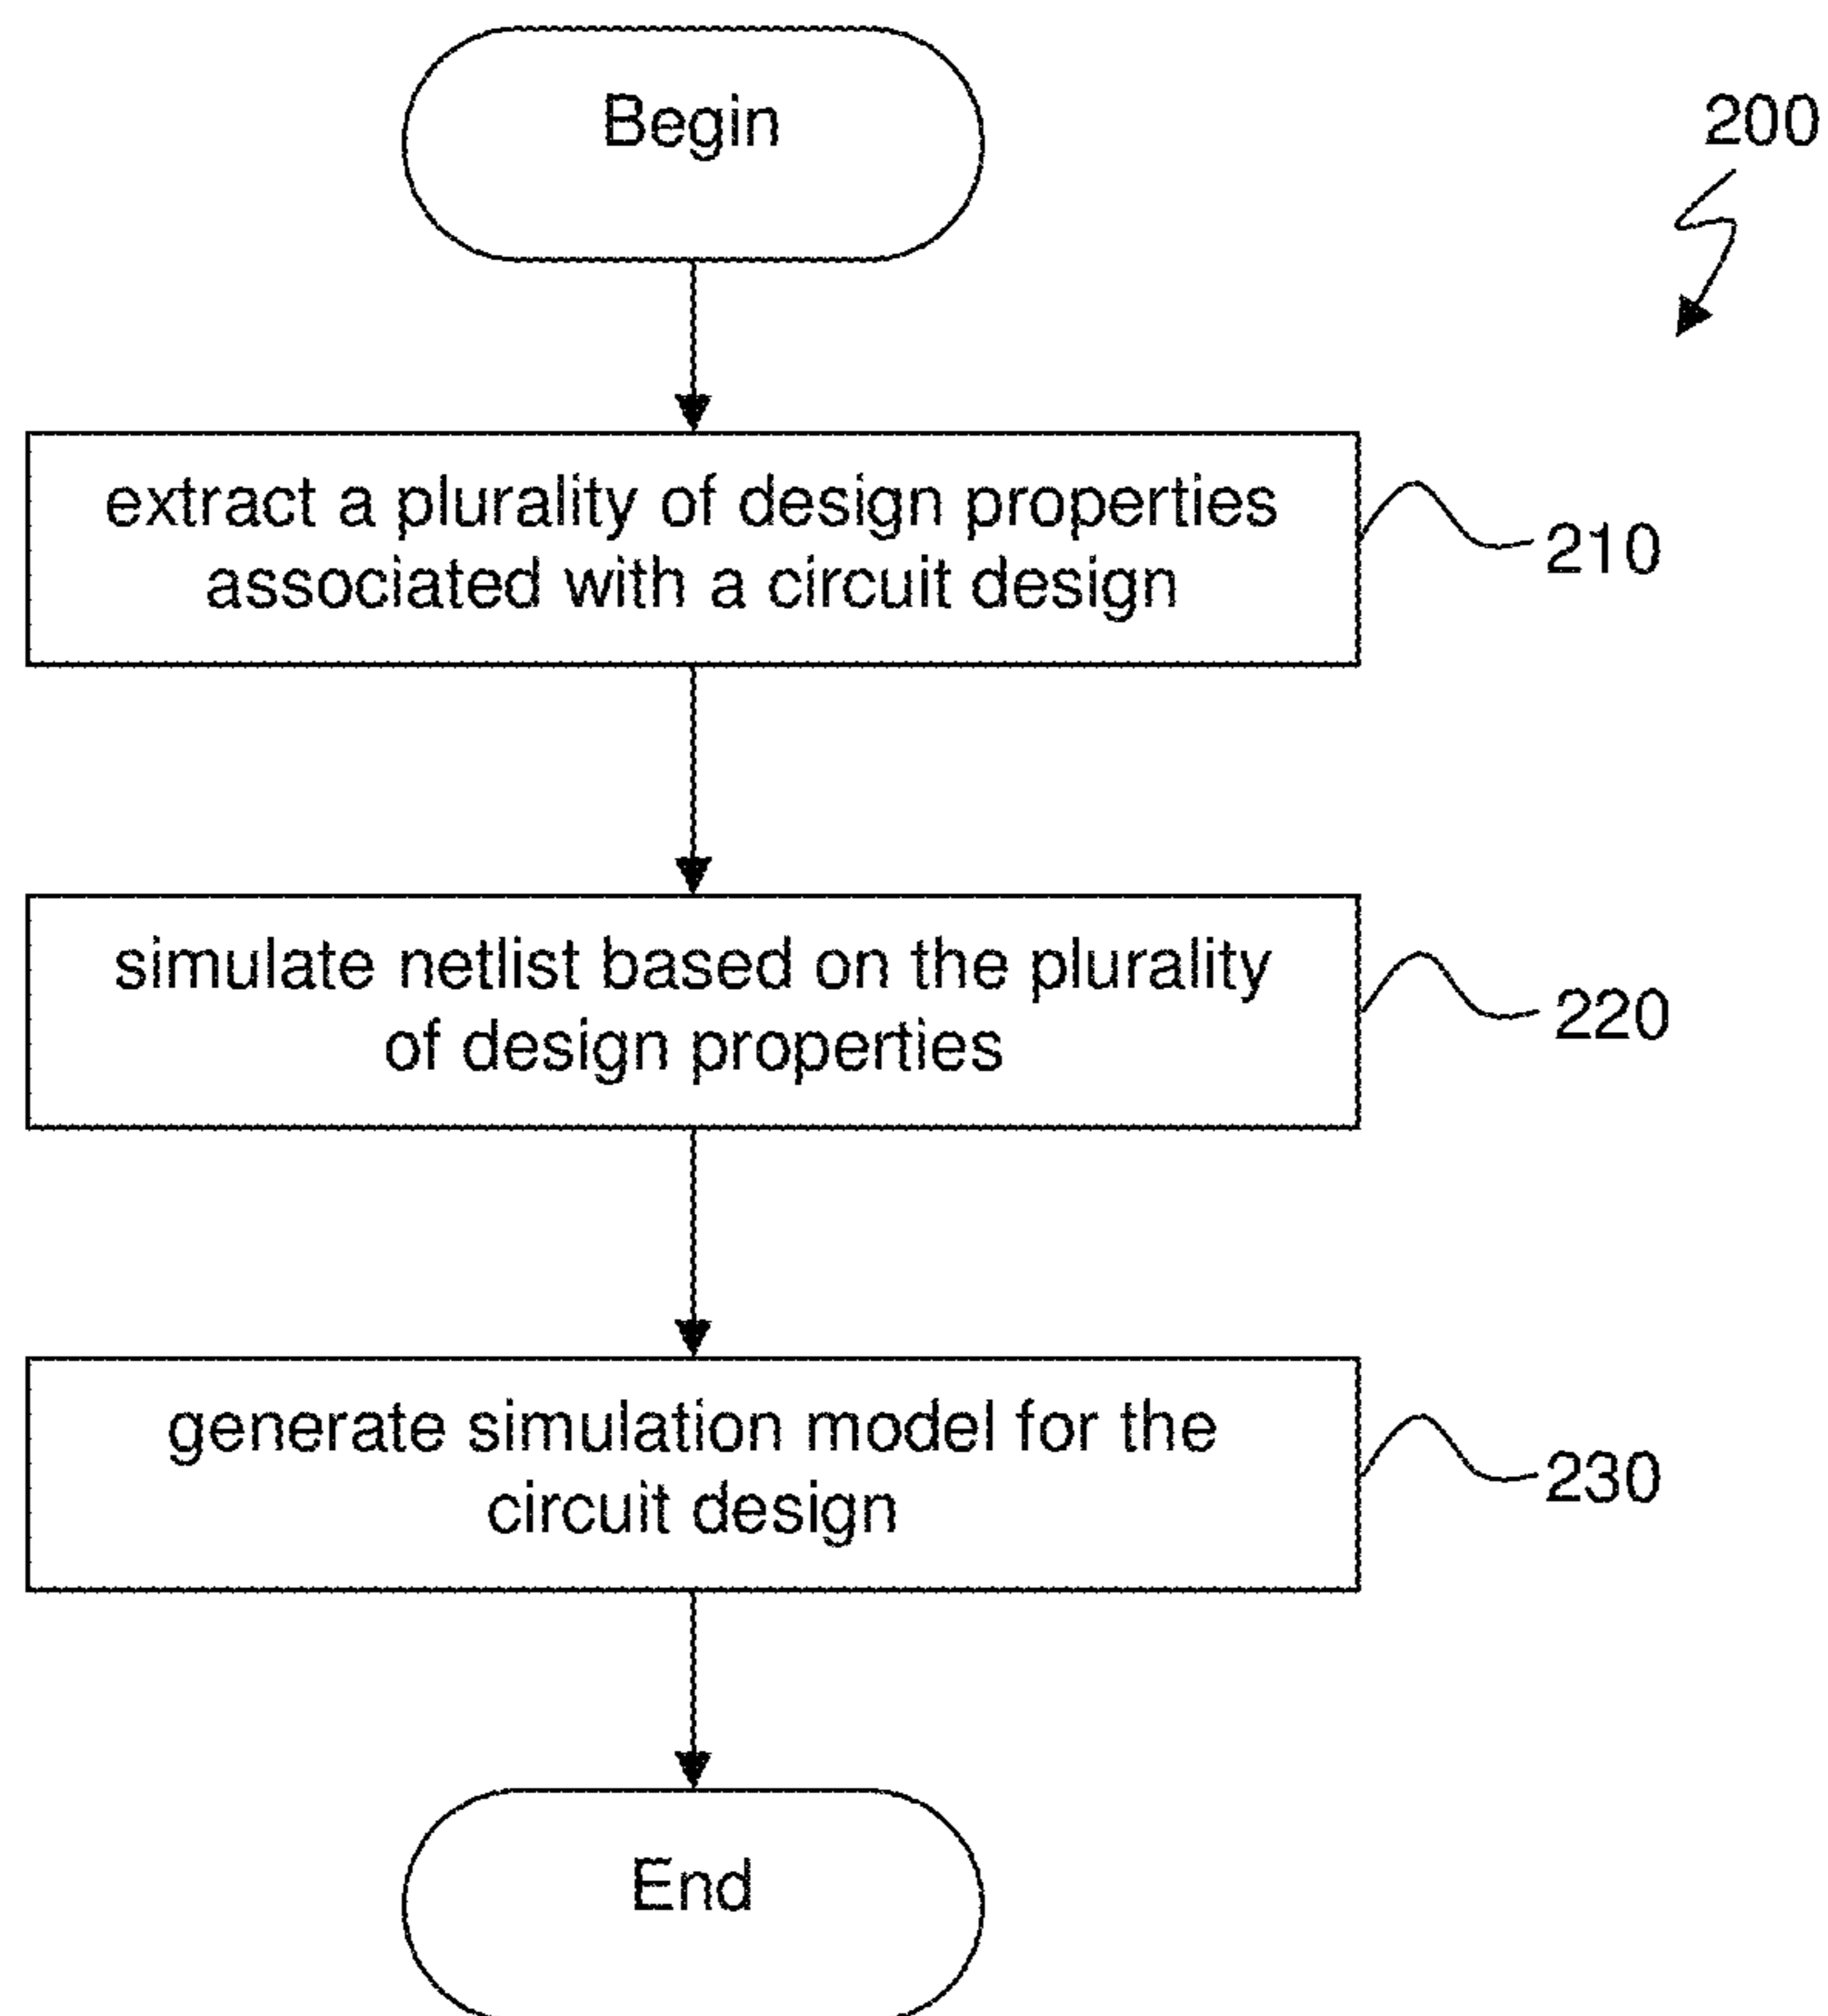 Begin
200
extract a plurality of design properties
associated with a circuit design
210
simulate netlist based on the plurality
of design properties
220
generate simulation model for the
circuit design
230
End